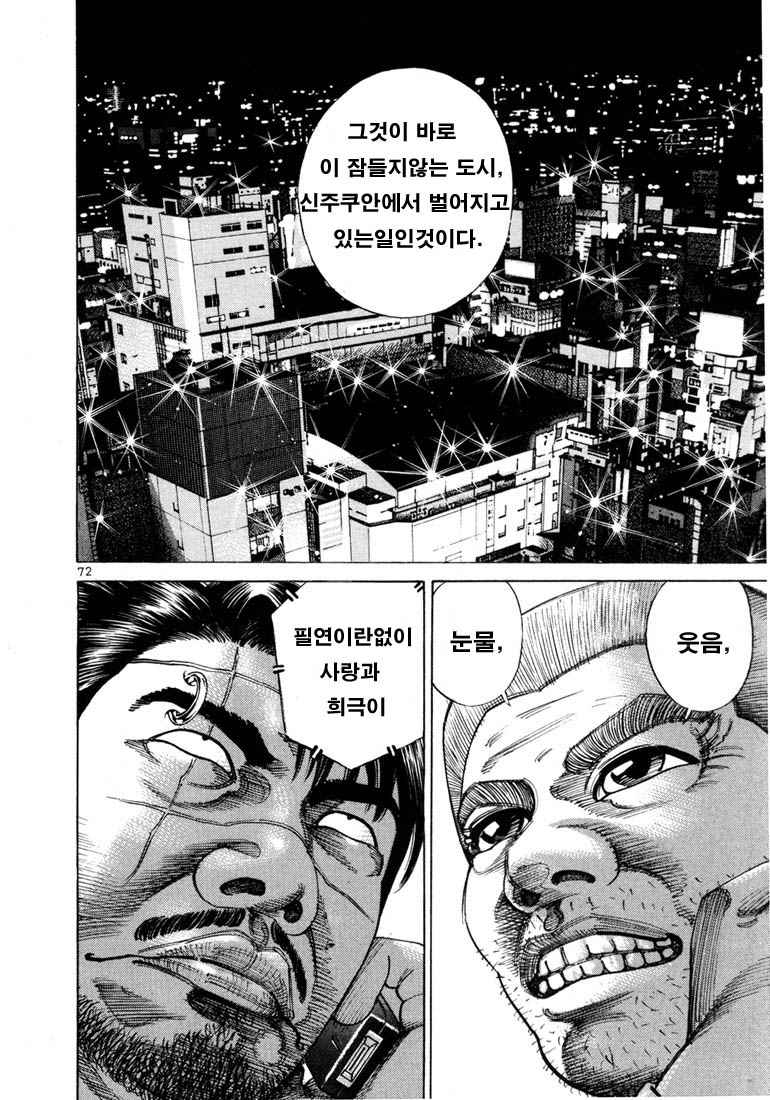 그것이 바로
이 잠들지않는 도시,
신주쿠안에서 벌어지고
있는일인것이다.
72
웃음,
눈물,
필연이란없이
사랑과
희극이